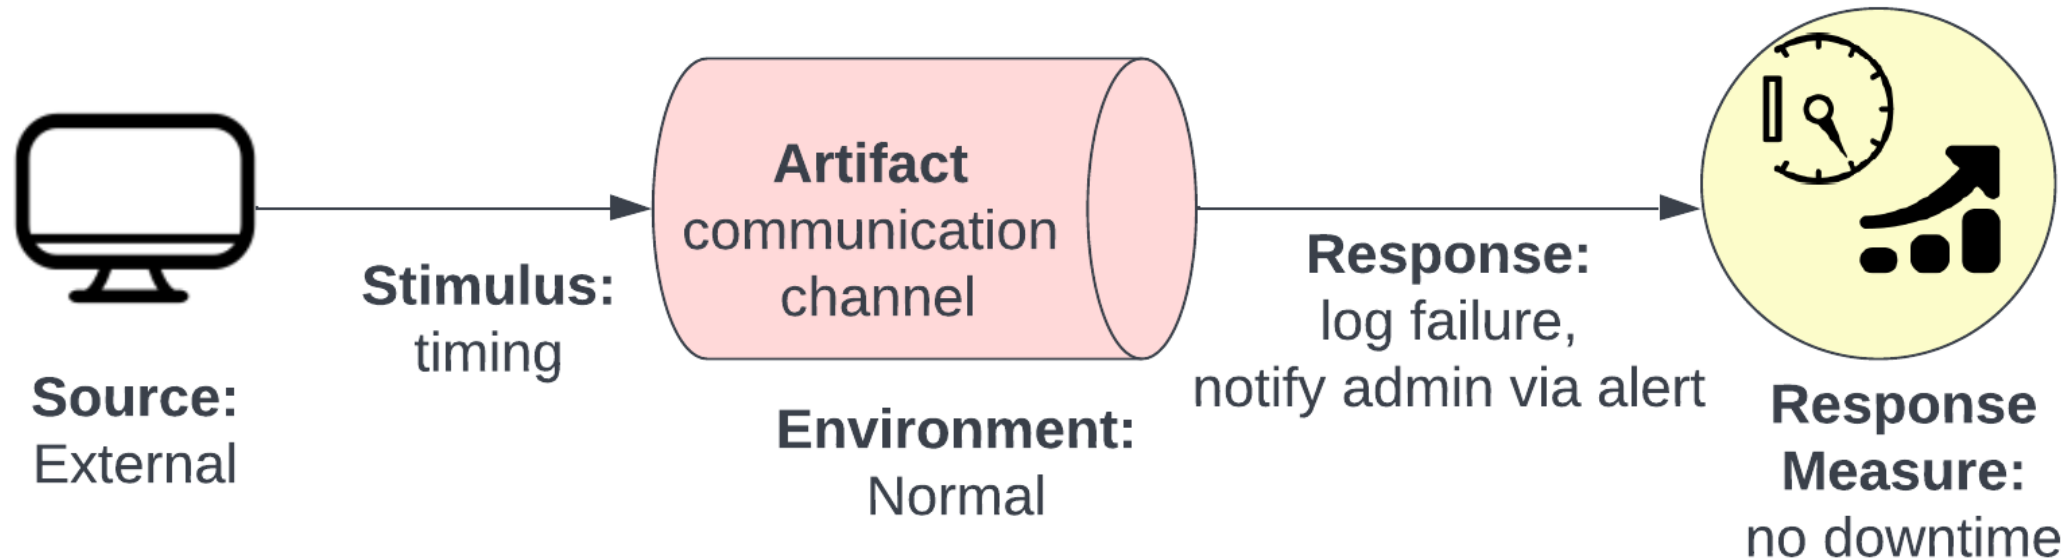 Source:
External
Stimulus:
timing
Artifact
communication
channel
Environment:
Normal
Response:
log failure,
notify admin via alert
Response
Measure:
no downtime